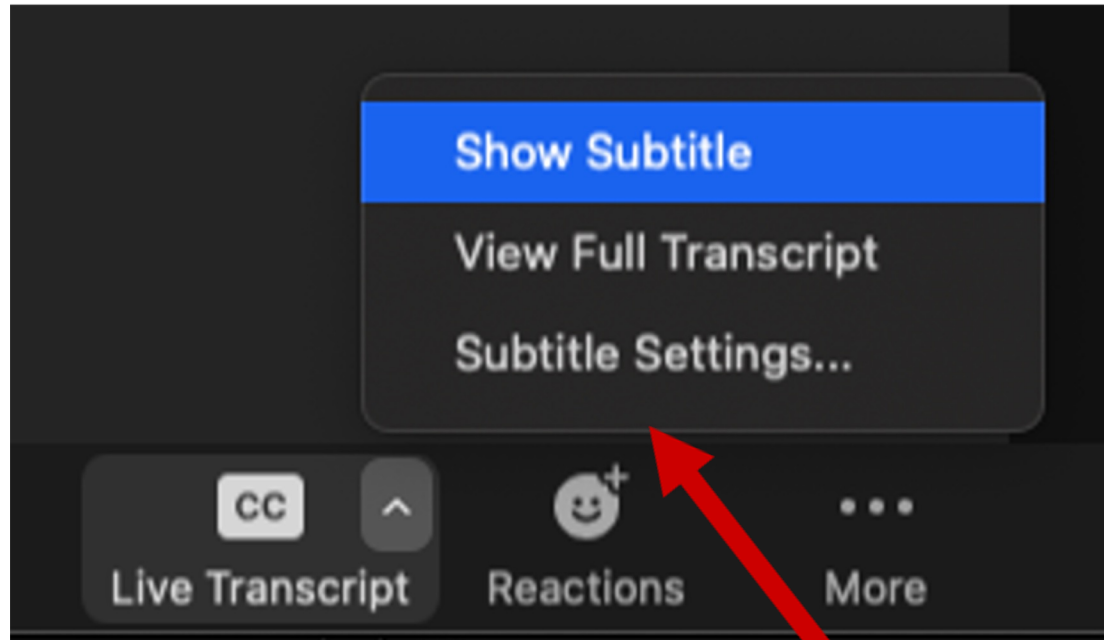 Show Subtitle
View Full Transcript
Subtitle Settings...
CC
Live Transcript
Reactions
More